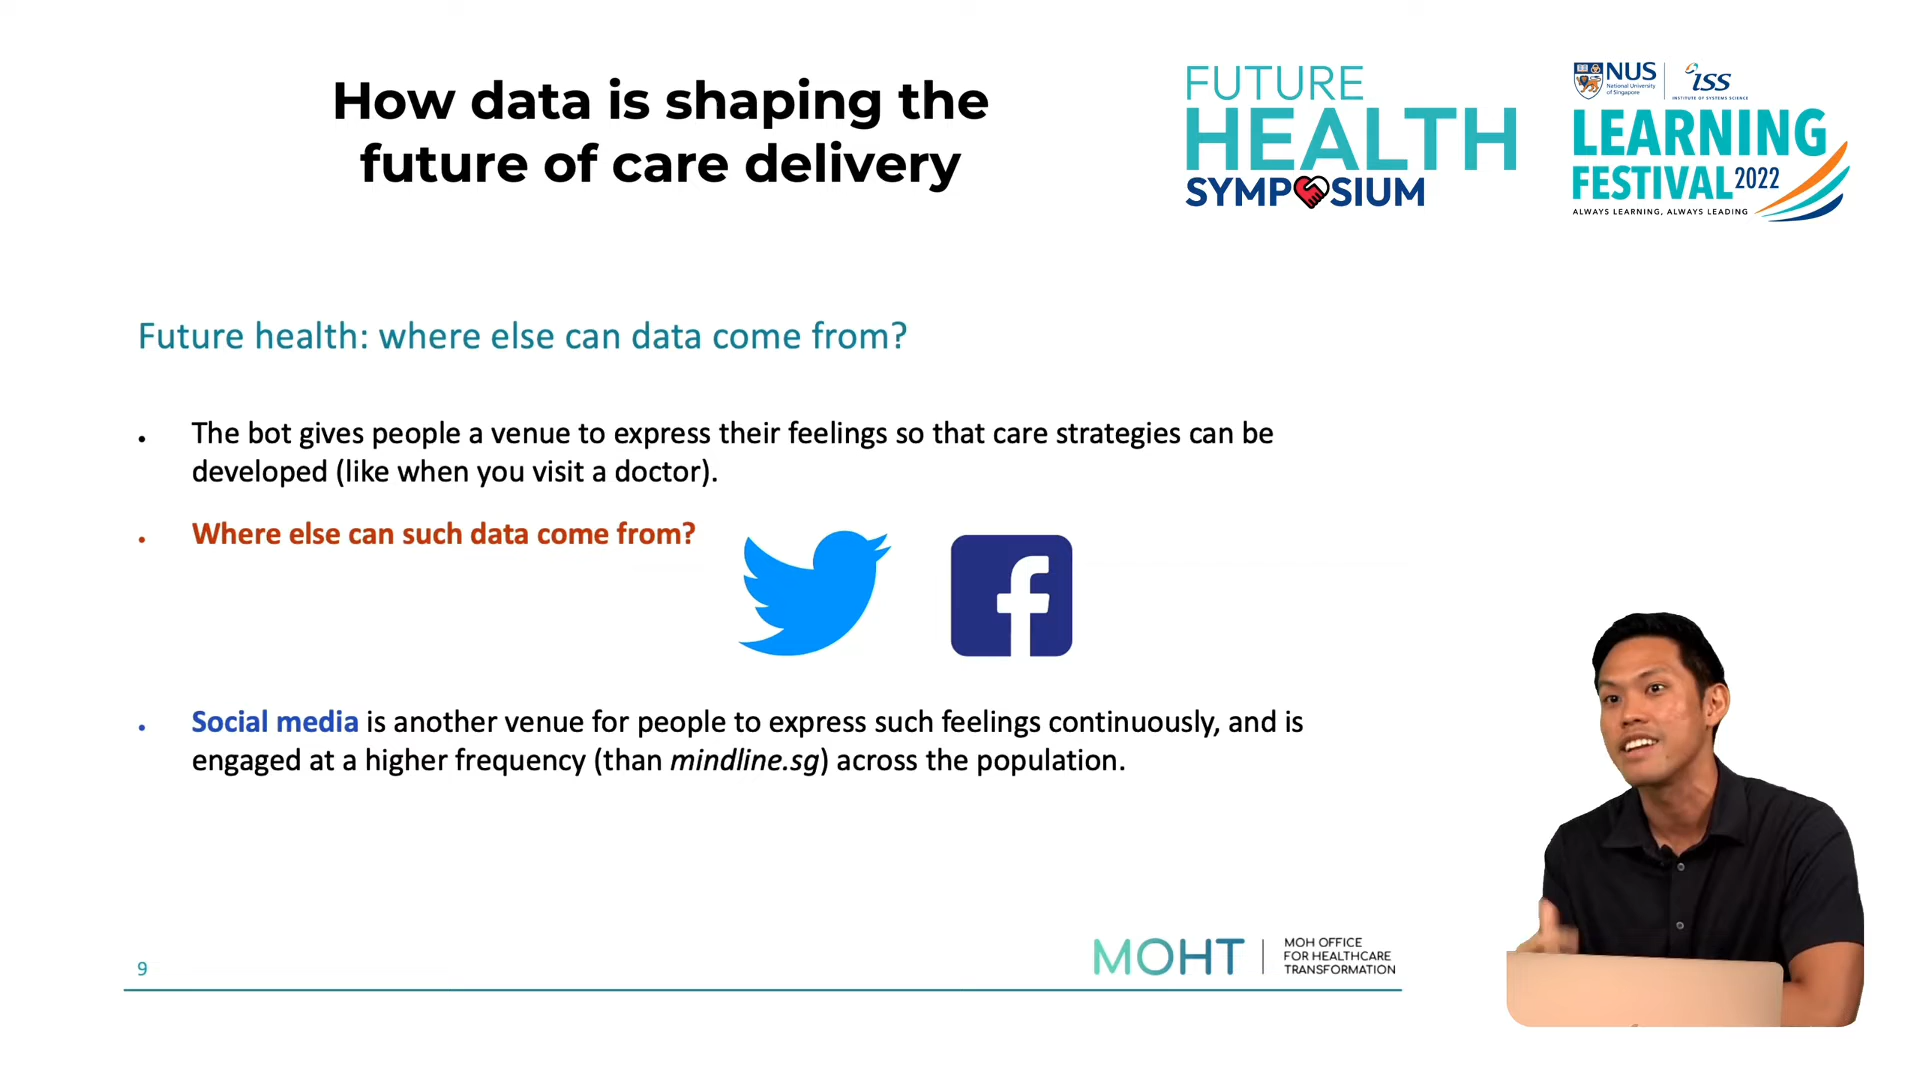 How data is shaping the
future of care delivery
FUTURE
HEALTH
SYMPOSIUM
NUS
National University
of Singapore
iss
INSTITUTE OF SYSTEMS SCIENCE
LEARNING
FESTIVAL 2022
ALWAYS LEARNING, ALWAYS LEADING
Future health: where else can data come from?
• The bot gives people a venue to express their feelings so that care strategies can be
developed (like when you visit a doctor).
• Where else can such data come from?
f
• Social media is another venue for people to express such feelings continuously, and is
engaged at a higher frequency (than mindline.sg) across the population.
9
MOHT
MOH OFFICE
FOR HEALTHCARE
TRANSFORMATION